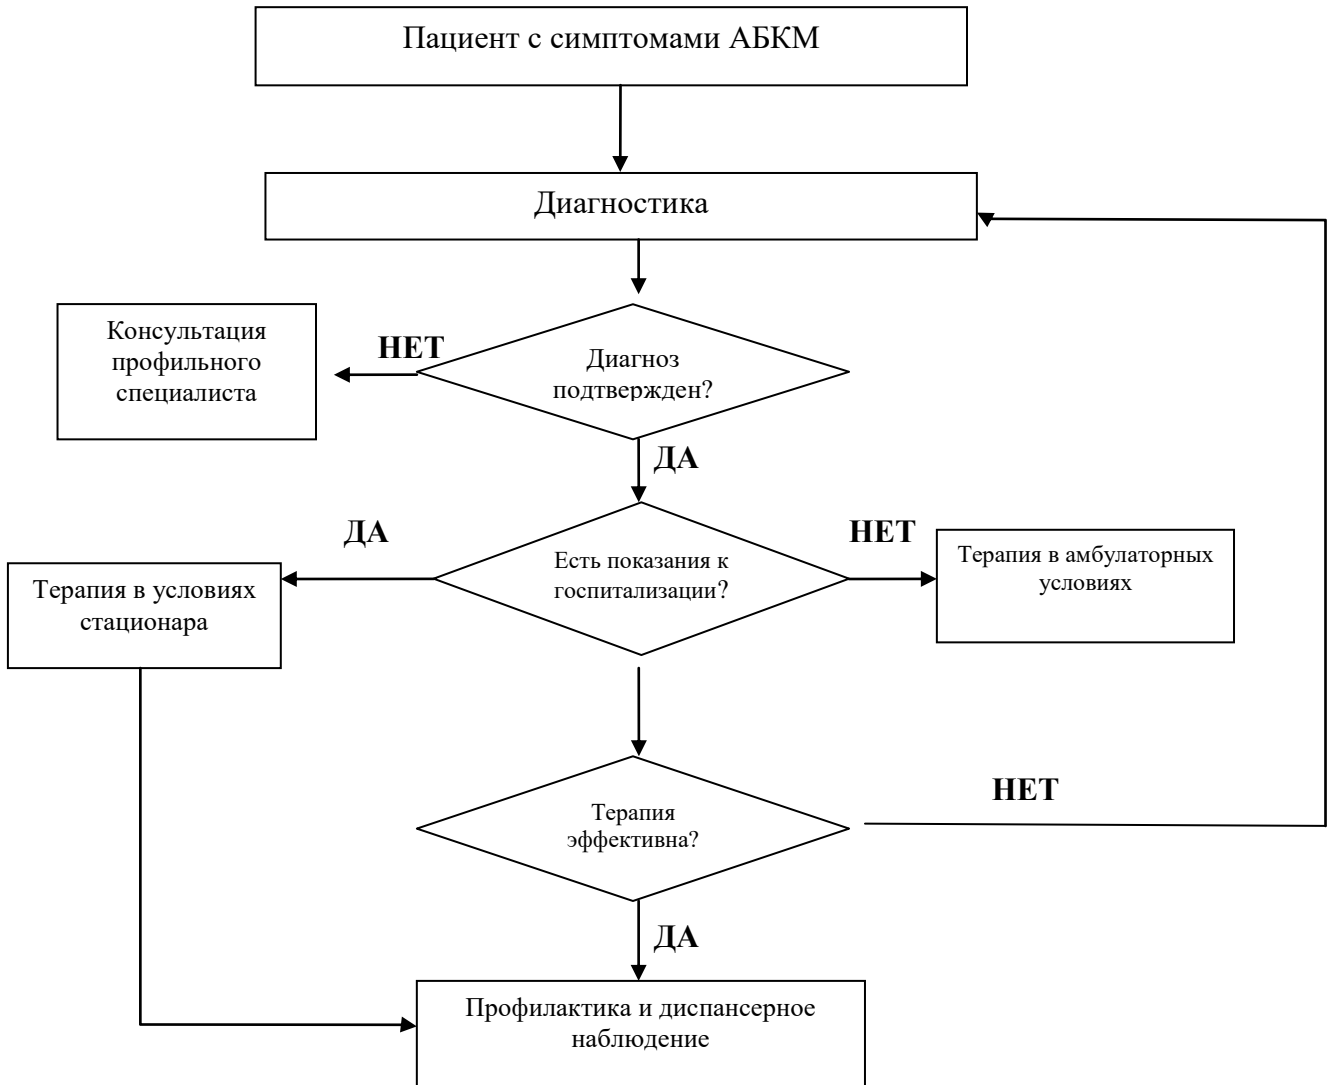 Пациент с симптомами АБКМ
Диагностика
Консультация
профильного
специалиста
НЕТ
Диагноз
подтвержден?
ДА
ДА
НЕТ
Есть показания к
госпитализации?
Терапия в амбулаторных
условиях
Терапия в условиях
стационара
Терапия
эффективна?
НЕТ
ДА
Профилактика и диспансерное
наблюдение